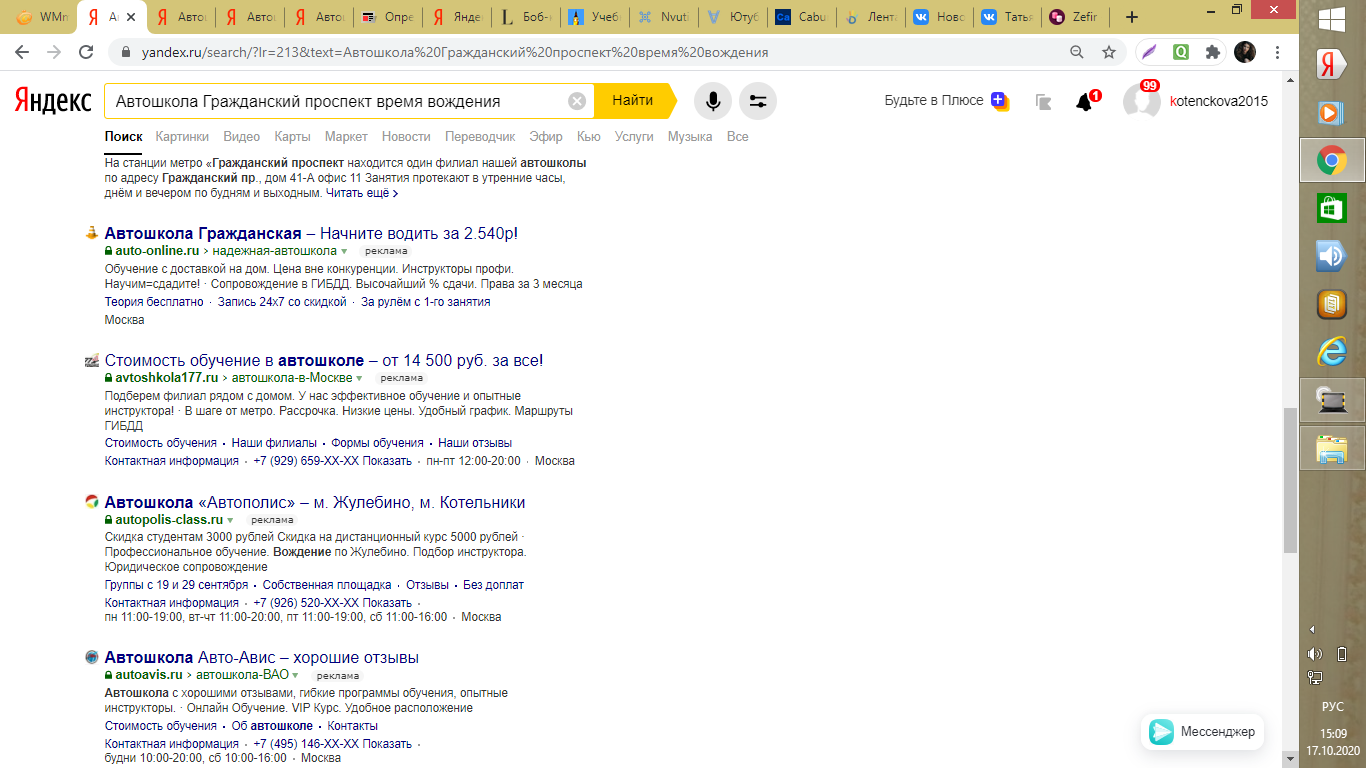 WMr
Ав
Автош
Автош
Автош
Опре
Яндек
Боб-к
Учеб
Nvuti
Ютуб
Cabu
Лента
Ново
Татья
Zefir
yandex.ru/search/?lr=213&text=Автошкола%20Гражданский%20проспект%20время%20вождения
Яндекс
Автошкола Гражданский проспект время вождения
Найти
Будьте в Плюсе
1
99
kotenckova2015
Поиск Картинки Видео Карты Маркет Новости Переводчик Эфир Кью Услуги Музыка Все
На станции метро «Гражданский проспект находится один филиал нашей автошколы
по адресу Гражданский пр., дом 41-А офис 11 Занятия протекают в утренние часы,
днём и вечером по будням и выходным. Читать ещё >
Автошкола Гражданская – Начните водить за 2.540р!
auto-online.ru › надежная-автошкола реклама
Обучение с доставкой на дом. Цена вне конкуренции. Инструкторы профи.
Научим=сдадите! · Сопровождение в ГИБДД. Высочайший % сдачи. Права за 3 месяца
Теория бесплатно · Запись 24x7 со скидкой · За рулём с 1-го занятия
Москва
Стоимость обучение в автошколе – от 14 500 руб. за все!
avtoshkola177.ru › автошкола-в-Москве реклама
Подберем филиал рядом с домом. У нас эффективное обучение и опытные
инструктора! · В шаге от метро. Рассрочка. Низкие цены. Удобный график. Маршруты
ГИБДД
Стоимость обучения · Наши филиалы · Формы обучения · Наши отзывы
Контактная информация · +7 (929) 659-XX-XX Показать · пн-пт 12:00-20:00 · Москва
Автошкола «Автополис» – м. Жулебино, м. Котельники
autopolis-class.ru реклама
Скидка студентам 3000 рублей Скидка на дистанционный курс 5000 рублей ·
Профессиональное обучение. Вождение по Жулебино. Подбор инструктора.
Юридическое сопровождение
Группы с 19 и 29 сентября · Собственная площадка · Отзывы · Без доплат
Контактная информация · +7 (926) 520-XX-XX Показать ·
пн 11:00-19:00, вт-чт 11:00-20:00, пт 11:00-19:00, сб 11:00-16:00 · Москва
Автошкола Авто-Авис – хорошие отзывы
autoavis.ru › автошкола-ВАО реклама
Автошкола с хорошими отзывами, гибкие программы обучения, опытные
инструкторы. · Онлайн Обучение. VIP Курс. Удобное расположение
Стоимость обучения · Об автошколе · Контакты
Контактная информация · +7 (495) 146-XX-XX Показать ·
будни 10:00-20:00, сб 10:00-16:00 · Москва
Мессенджер
РУС
15:09
17.10.2020